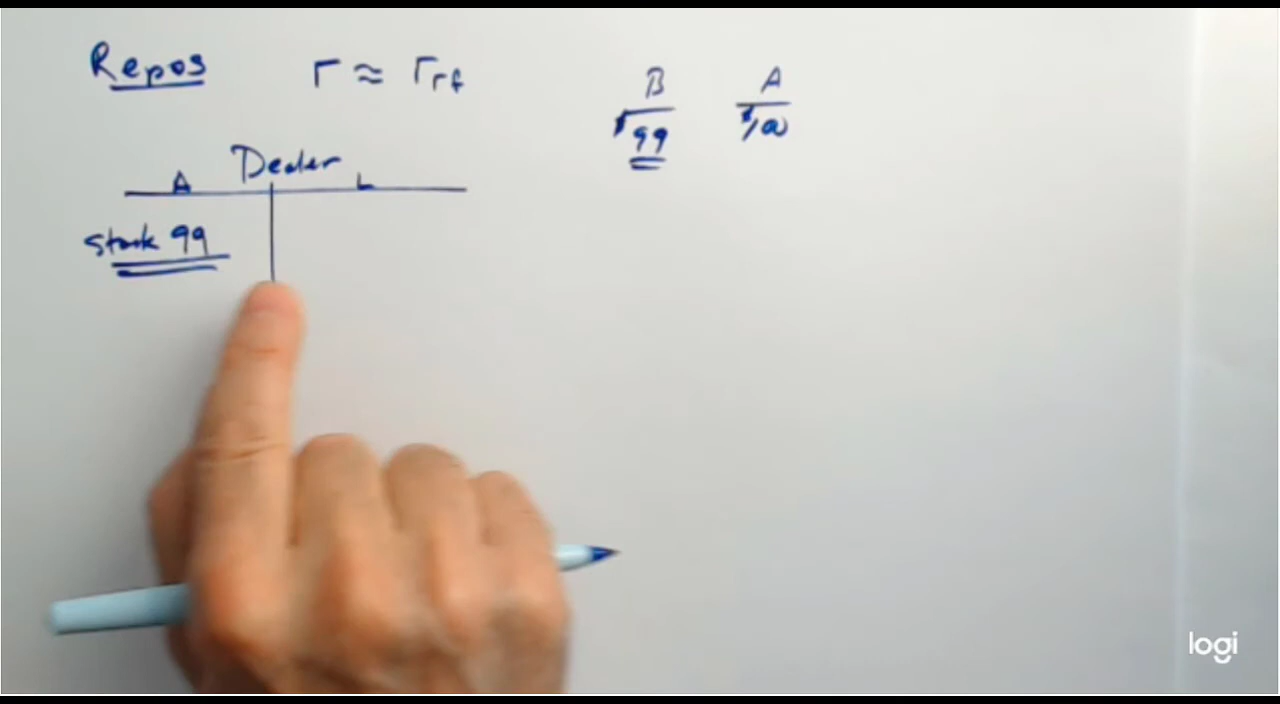 Repos r ≈ rrf
B A
$99 $100
Dealer
A L
stock 99
logi